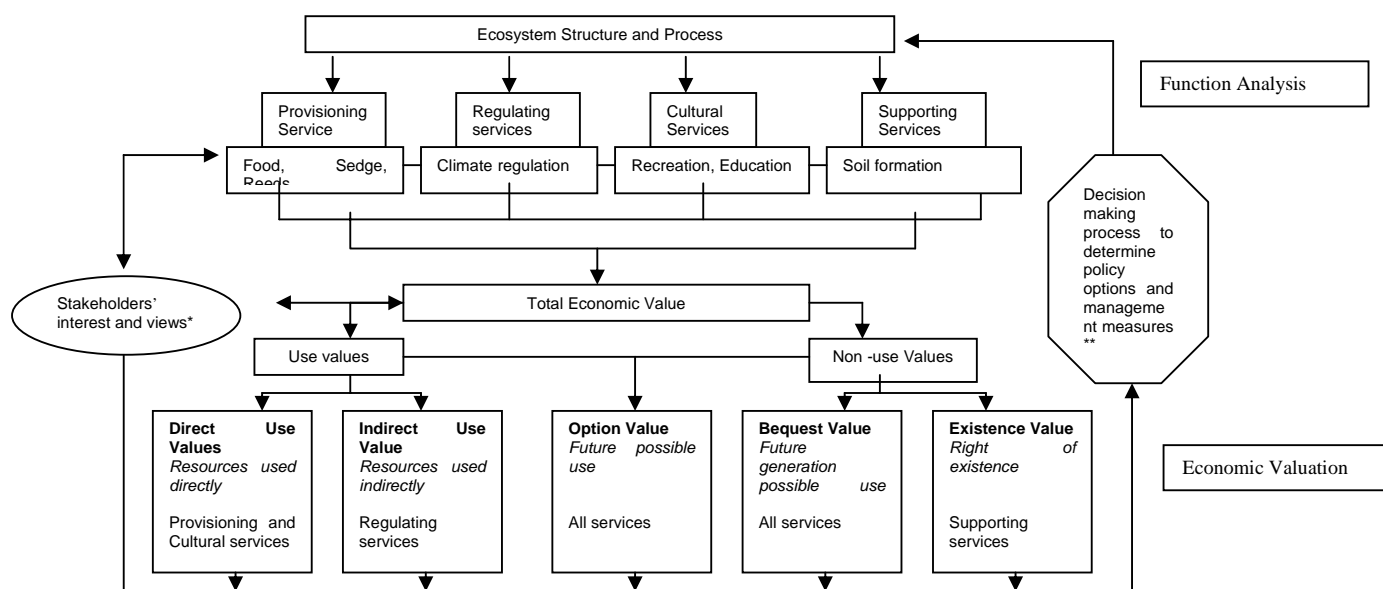 Ecosystem Structure and Process
Function Analysis
Provisioning
Service
Regulating
services
Cultural
Services
Supporting
Services
Food, Sedge,
Reeds
Climate regulation
Recreation, Education
Soil formation
Decision
making
process to
determine
policy
options and
manageme
nt measures
**
Stakeholders'
interest and views*
Total Economic Value
Use values
Non -use Values
Direct Use
Values
Resources used
directly
Provisioning and
Cultural services
Indirect Use
Value
Resources used
indirectly
Regulating
services
Option Value
Future possible
use
All services
Bequest Value
Future
generation
possible use
All services
Existence Value
Right of
existence
Supporting
services
Economic Valuation